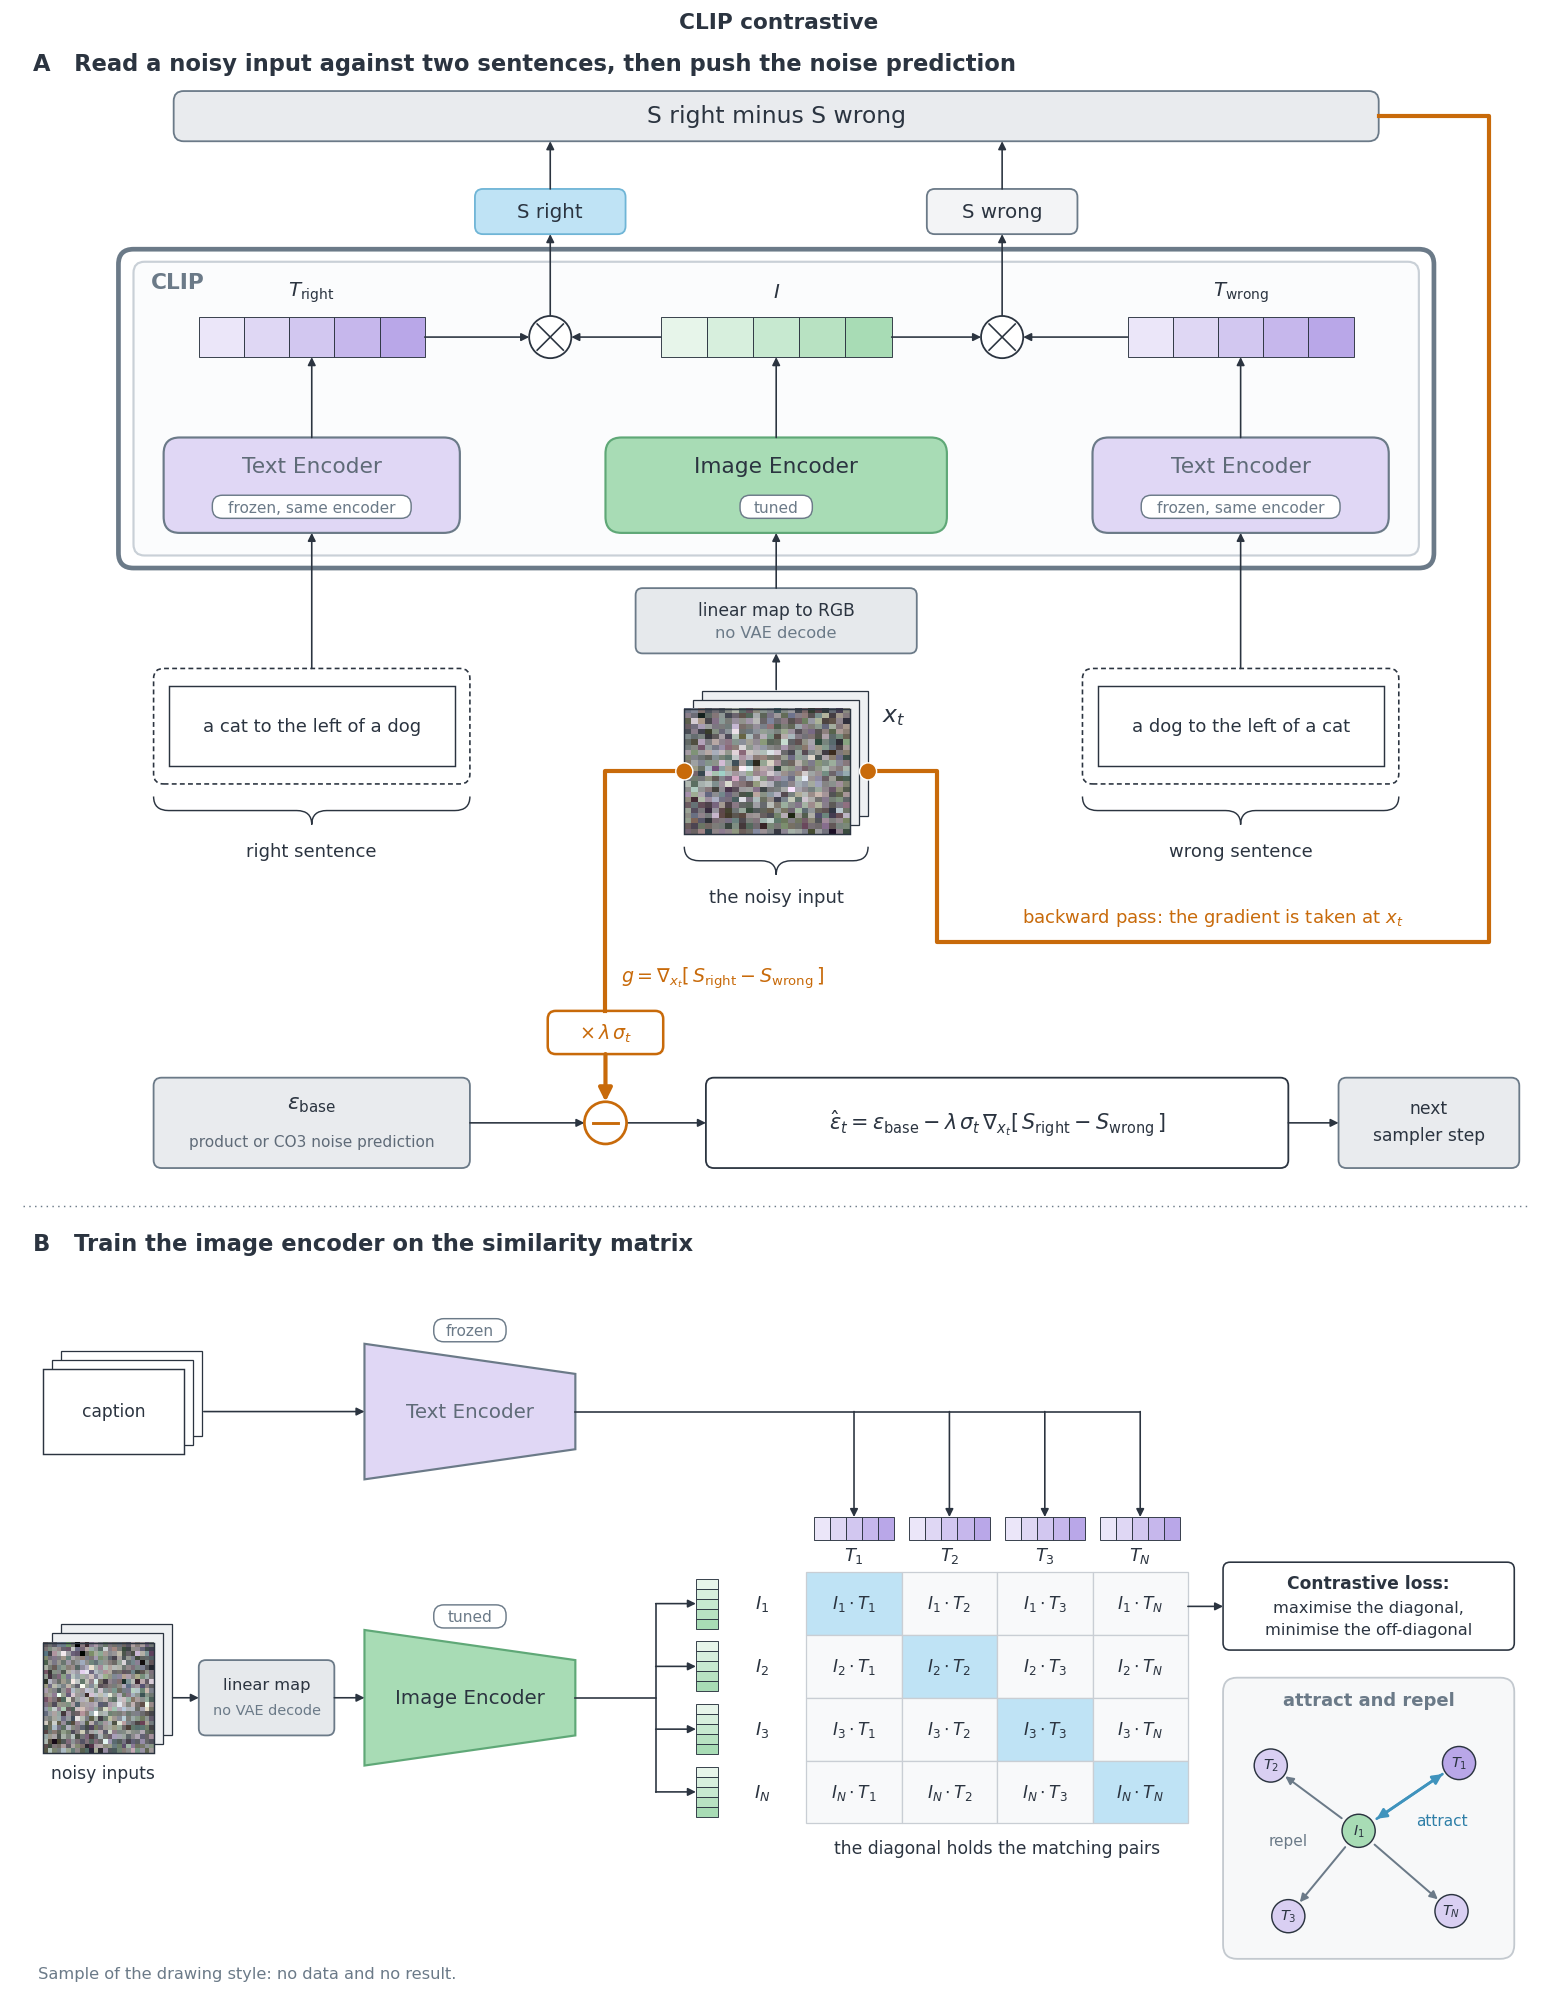 CLIP contrastive
A Read a noisy input against two sentences, then push the noise prediction
S right minus S wrong
S right
S wrong
CLIP
T_right
I
T_wrong
Text Encoder
frozen, same encoder
Image Encoder
tuned
Text Encoder
frozen, same encoder
linear map to RGB
no VAE decode
a cat to the left of a dog
x_t
a dog to the left of a cat
right sentence
the noisy input
wrong sentence
backward pass: the gradient is taken at x_t
g = ∇_{x_t}[ S_right − S_wrong ]
× λ σ_t
ε_base
product or CO3 noise prediction
ε̂_t = ε_base − λ σ_t ∇_{x_t}[ S_right − S_wrong ]
next
sampler step
B Train the image encoder on the similarity matrix
frozen
caption
Text Encoder
T_1 T_2 T_3 T_N
tuned
noisy inputs
linear map
no VAE decode
Image Encoder
I_1 I_1 · T_1 I_1 · T_2 I_1 · T_3 I_1 · T_N
I_2 I_2 · T_1 I_2 · T_2 I_2 · T_3 I_2 · T_N
I_3 I_3 · T_1 I_3 · T_2 I_3 · T_3 I_3 · T_N
I_N I_N · T_1 I_N · T_2 I_N · T_3 I_N · T_N
the diagonal holds the matching pairs
Contrastive loss:
maximise the diagonal,
minimise the off-diagonal
attract and repel
T_2
T_1
attract
I_1
repel
T_3
T_N
Sample of the drawing style: no data and no result.